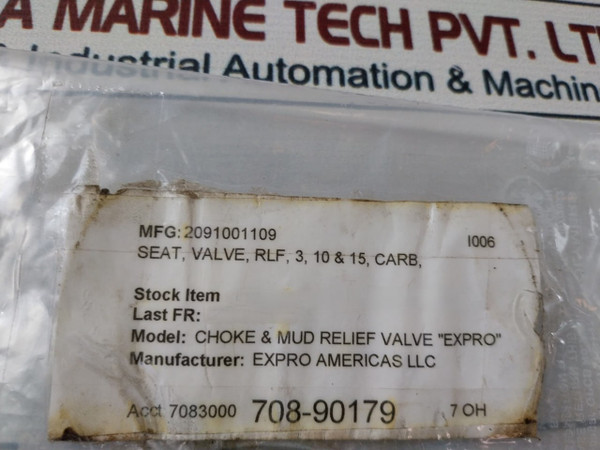 A MARINE TECH PVT. LT
Industrial Automation & Machin
MFG: 2091001109 I006
SEAT, VALVE, RLF, 3, 10 & 15, CARB,
Stock Item
Last FR:
Model: CHOKE & MUD RELIEF VALVE "EXPRO"
Manufacturer: EXPRO AMERICAS LLC
Acct 7083000 708-90179 7 OH